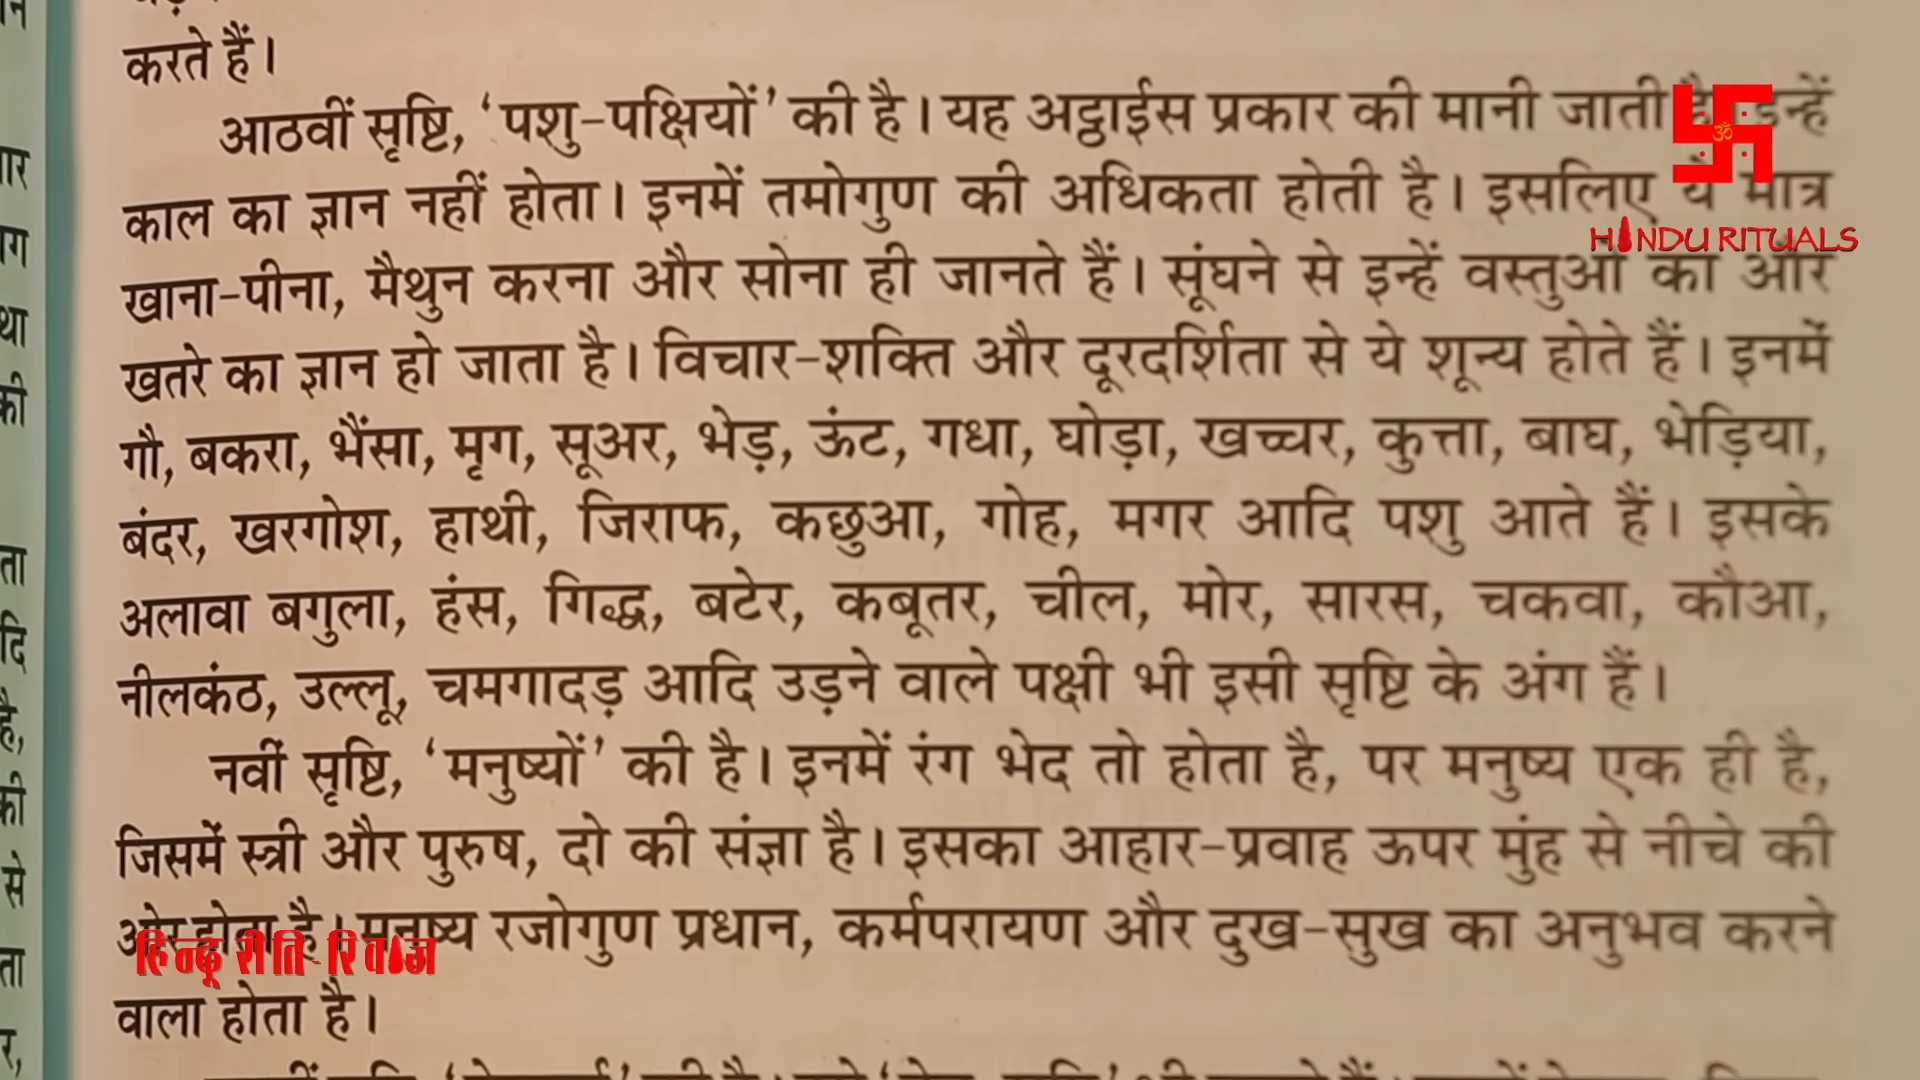 करते हैं।
आठवीं सृष्टि, ‘पशु-पक्षियों’ की है। यह अट्ठाईस प्रकार की मानी जाती है। इन्हें
काल का ज्ञान नहीं होता। इनमें तमोगुण की अधिकता होती है। इसलिए ये मात्र
खाना-पीना, मैथुन करना और सोना ही जानते हैं। सूंघने से इन्हें वस्तुओं का और
खतरे का ज्ञान हो जाता है। विचार-शक्ति और दूरदर्शिता से ये शून्य होते हैं। इनमें
गौ, बकरा, भैंसा, मृग, सूअर, भेड़, ऊंट, गधा, घोड़ा, खच्चर, कुत्ता, बाघ, भेड़िया,
बंदर, खरगोश, हाथी, जिराफ, कछुआ, गोह, मगर आदि पशु आते हैं। इसके
अलावा बगुला, हंस, गिद्ध, बटेर, कबूतर, चील, मोर, सारस, चकवा, कौआ,
नीलकंठ, उल्लू, चमगादड़ आदि उड़ने वाले पक्षी भी इसी सृष्टि के अंग हैं।
नवीं सृष्टि, ‘मनुष्यों’ की है। इनमें रंग भेद तो होता है, पर मनुष्य एक ही है,
जिसमें स्त्री और पुरुष, दो की संज्ञा है। इसका आहार-प्रवाह ऊपर मुंह से नीचे की
ओर होता है। मनुष्य रजोगुण प्रधान, कर्मपरायण और दुख-सुख का अनुभव करने
वाला होता है।
ॐ
HINDU RITUALS
हिन्दू रीति-रिवाज